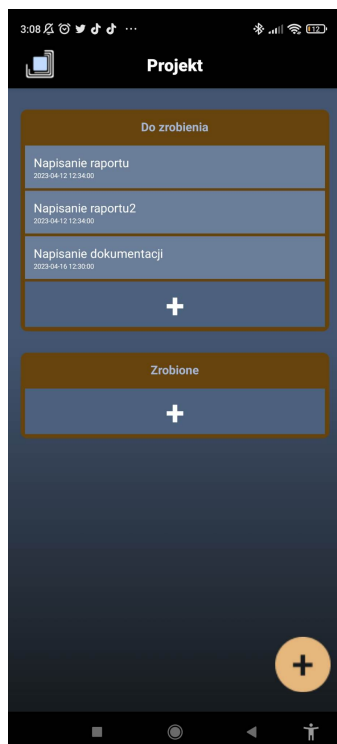 3:08
12
Projekt
Do zrobienia
Napisanie raportu
2023-04-12 12:34:00
Napisanie raportu2
2023-04-12 12:34:00
Napisanie dokumentacji
2023-04-16 12:30:00
+
Zrobione
+
+